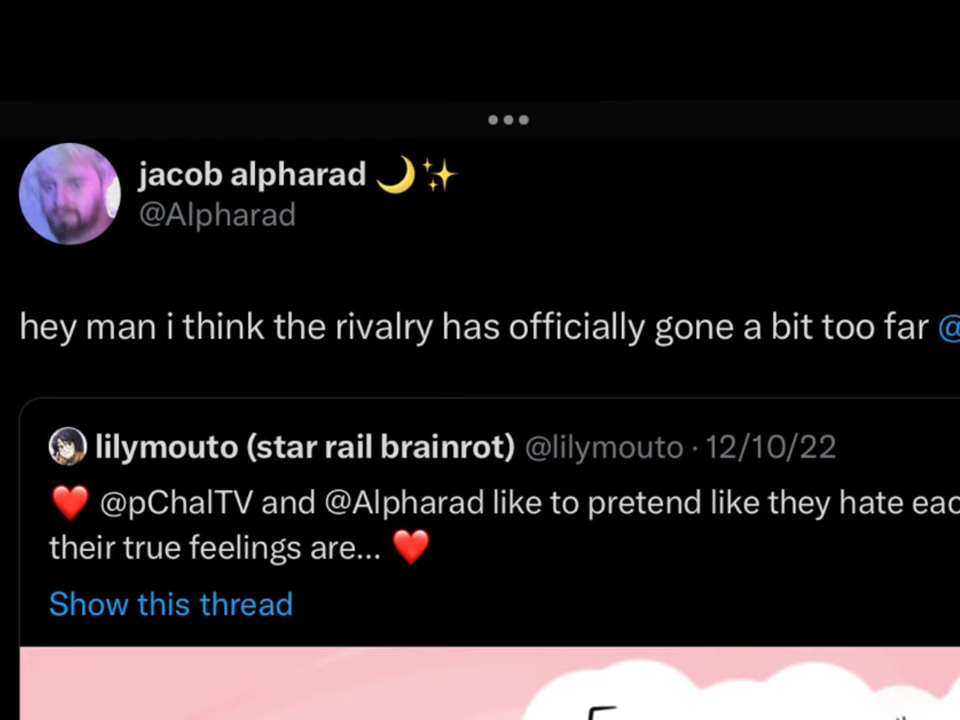 jacob alpharad 🌙✨
@Alpharad
hey man i think the rivalry has officially gone a bit too far @
lilymouto (star rail brainrot) @lilymouto · 12/10/22
❤️ @pChalTV and @Alpharad like to pretend like they hate eac
their true feelings are... ❤️
Show this thread